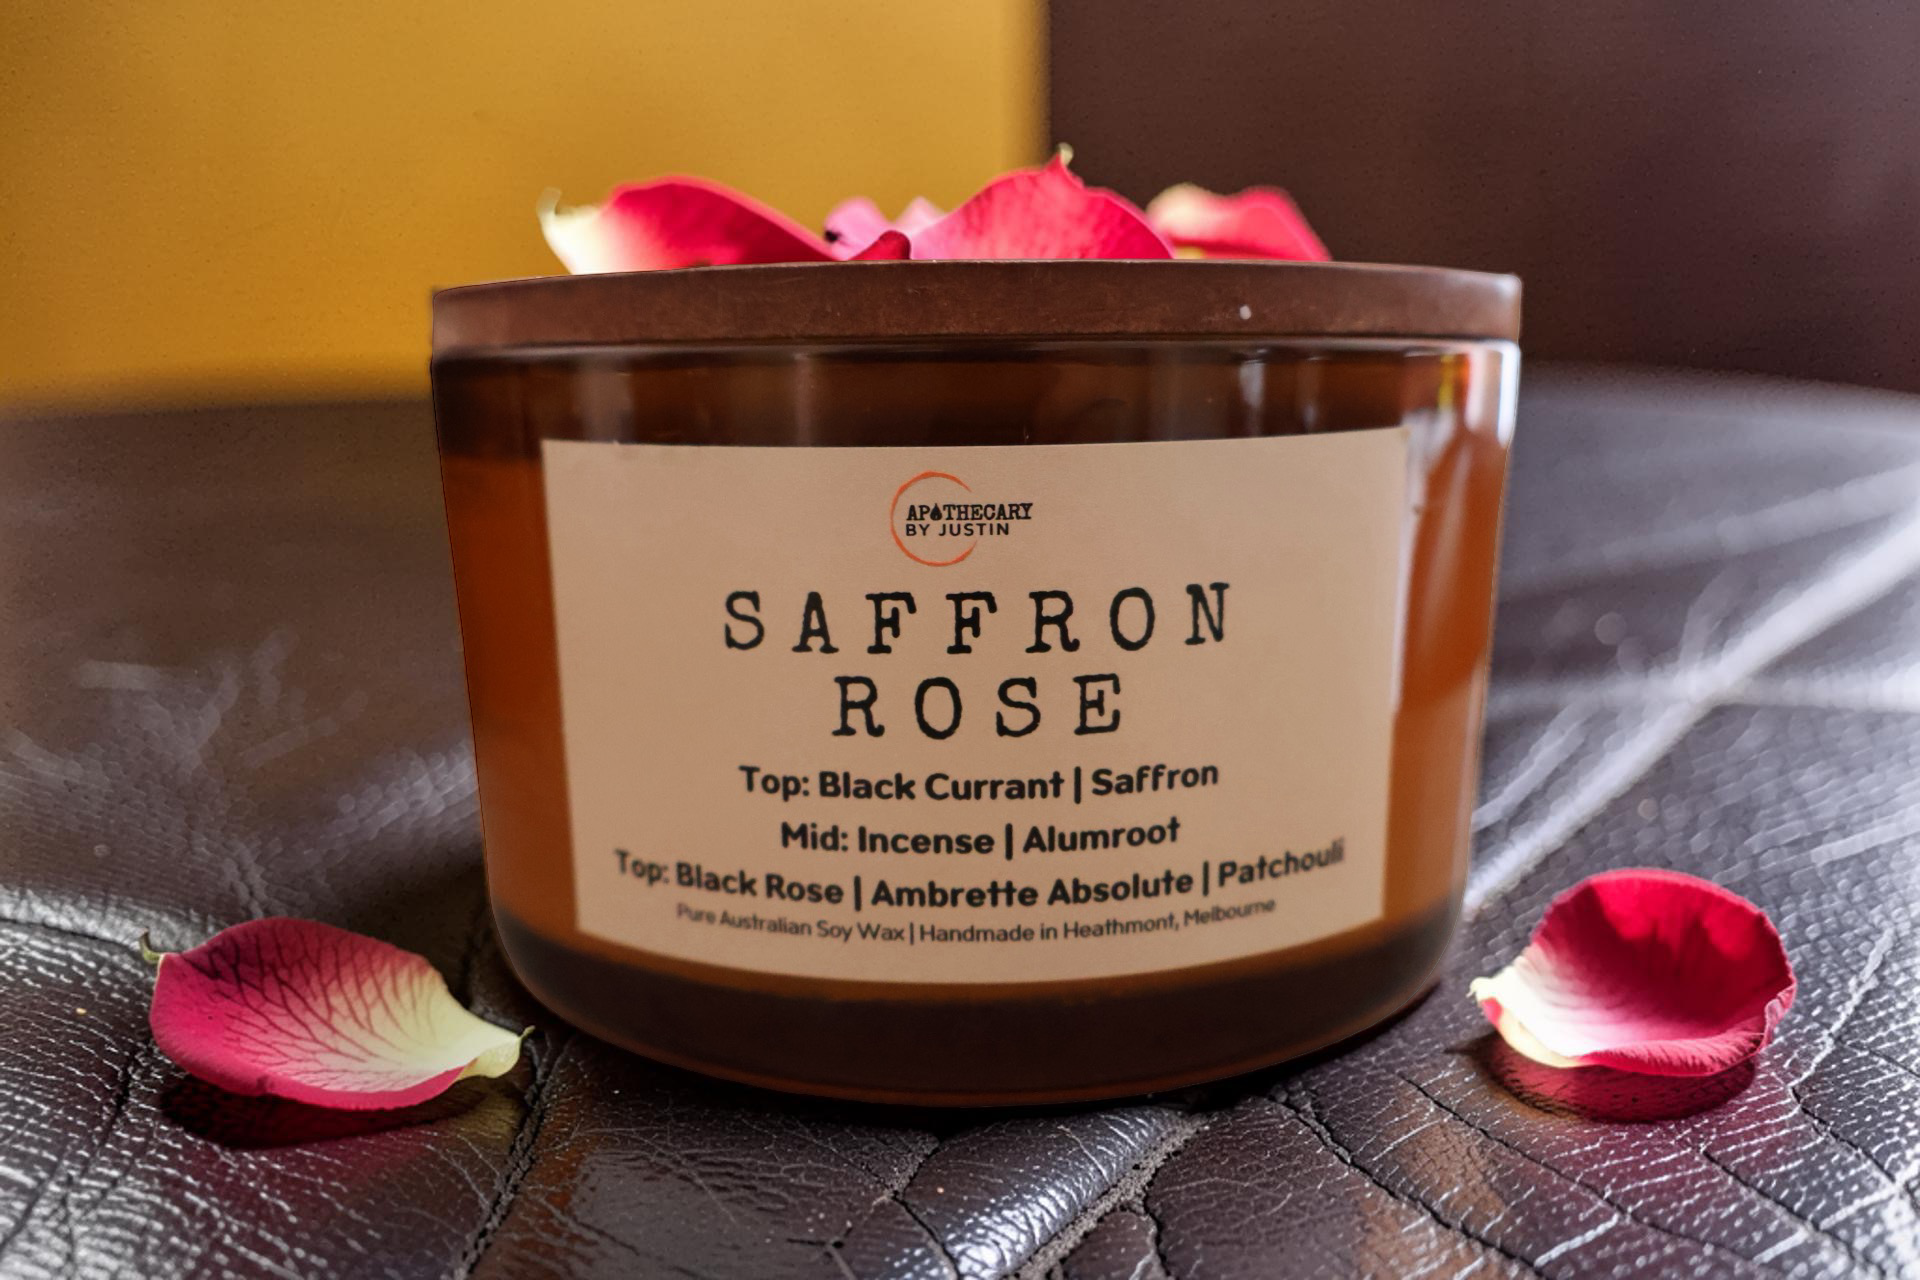 APOTHECARY
BY JUSTIN
SAFFRON
ROSE
Top: Black Currant | Saffron
Mid: Incense | Alumroot
Top: Black Rose | Ambrette Absolute | Patchouli
Pure Australian Soy Wax | Handmade in Heathmont, Melbourne